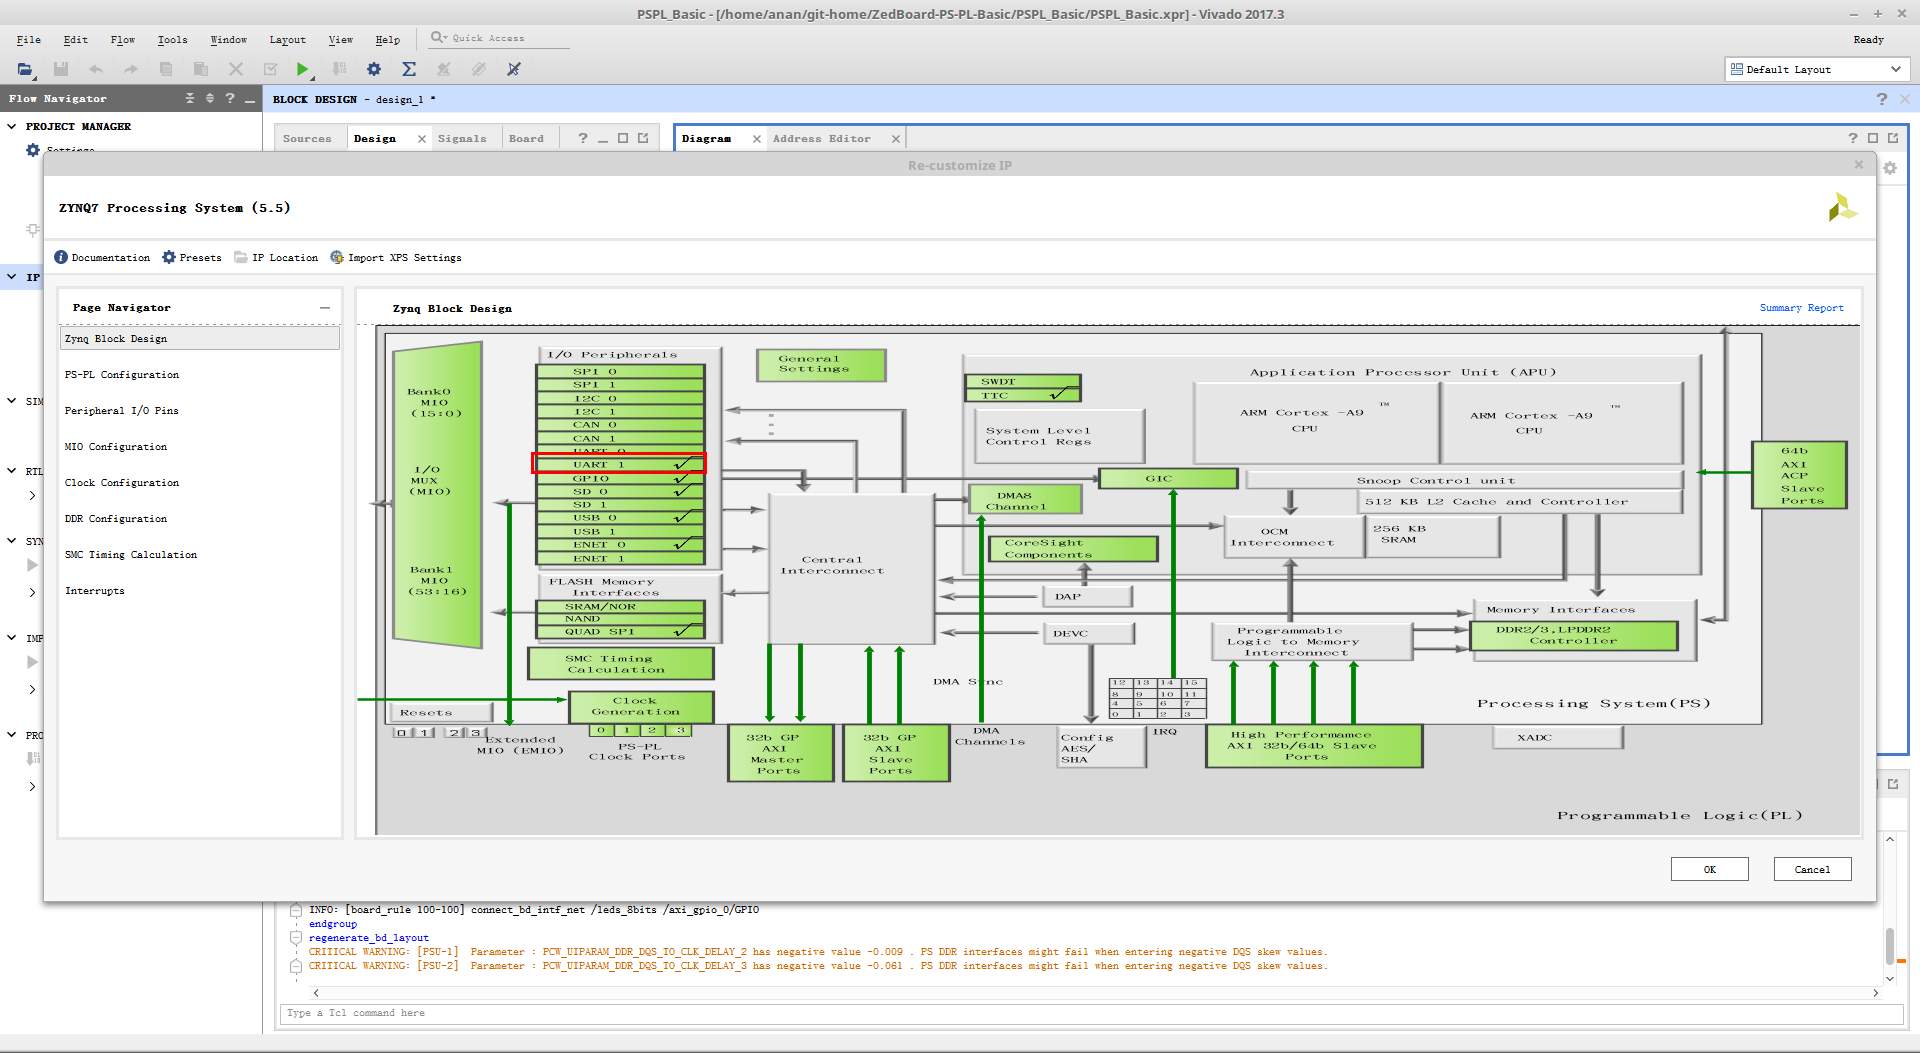 PSPL_Basic - [/home/anan/git-home/ZedBoard-PS-PL-Basic/PSPL_Basic/PSPL_Basic.xpr] - Vivado 2017.3
File Edit Flow Tools Window Layout View Help Quick Access
Ready
Default Layout
Flow Navigator
BLOCK DESIGN - design_1 *
PROJECT MANAGER
Settings
Sources Design Signals Board
Diagram Address Editor
Re-customize IP
ZYNQ7 Processing System (5.5)
Documentation Presets IP Location Import XPS Settings
IP
SIM
RTL
SYN
IMP
PRO
Page Navigator
Zynq Block Design
PS-PL Configuration
Peripheral I/O Pins
MIO Configuration
Clock Configuration
DDR Configuration
SMC Timing Calculation
Interrupts
Zynq Block Design
Summary Report
Bank0
MIO
(15:0)
I/O
MUX
(MIO)
Bank1
MIO
(53:16)
I/O Peripherals
SPI 0
SPI 1
I2C 0
I2C 1
CAN 0
CAN 1
UART 0
UART 1
GPIO
SD 0
SD 1
USB 0
USB 1
ENET 0
ENET 1
FLASH Memory
Interfaces
SRAM/NOR
NAND
QUAD SPI
SMC Timing
Calculation
Clock
Generation
Resets
0 1 2 3
Extended
MIO (EMIO)
0 1 2 3
PS-PL
Clock Ports
General
Settings
Central
Interconnect
32b GP
AXI
Master
Ports
32b GP
AXI
Slave
Ports
DMA Sync
DMA
Channels
SWDT
TTC
System Level
Control Regs
DMA8
Channel
CoreSight
Components
DAP
DEVC
Config
AES/
SHA
IRQ
12 13 14 15
8 9 10 11
4 5 6 7
0 1 2 3
Application Processor Unit (APU)
ARM Cortex -A9 ™
CPU
ARM Cortex -A9 ™
CPU
GIC
Snoop Control unit
512 KB L2 Cache and Controller
OCM
Interconnect
256 KB
SRAM
Programmable
Logic to Memory
Interconnect
Memory Interfaces
DDR2/3,LPDDR2
Controller
64b
AXI
ACP
Slave
Ports
High Performance
AXI 32b/64b Slave
Ports
XADC
Processing System(PS)
Programmable Logic(PL)
OK Cancel
INFO: [board_rule 100-100] connect_bd_intf_net /leds_8bits /axi_gpio_0/GPIO
endgroup
regenerate_bd_layout
CRITICAL WARNING: [PSU-1] Parameter : PCW_UIPARAM_DDR_DQS_TO_CLK_DELAY_2 has negative value -0.009 . PS DDR interfaces might fail when entering negative DQS skew values.
CRITICAL WARNING: [PSU-2] Parameter : PCW_UIPARAM_DDR_DQS_TO_CLK_DELAY_3 has negative value -0.061 . PS DDR interfaces might fail when entering negative DQS skew values.
Type a Tcl command here